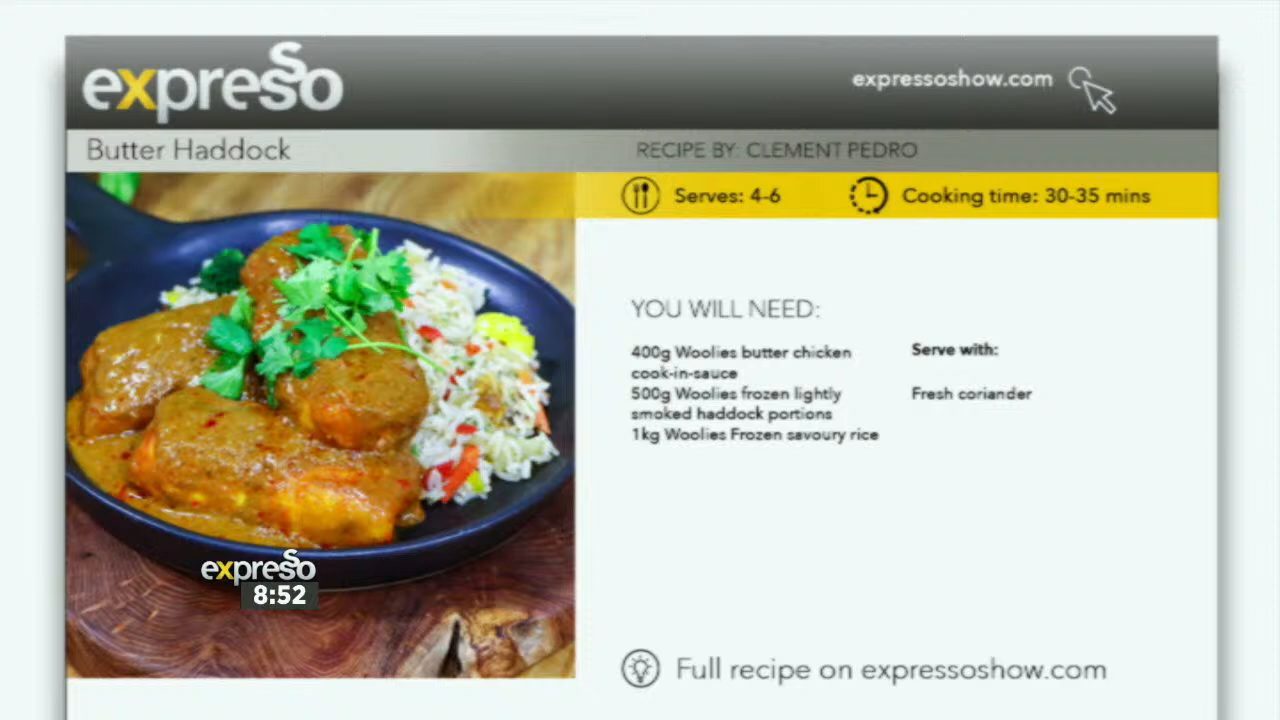 expresso
expressoshow.com
Butter Haddock
RECIPE BY: CLEMENT PEDRO
Serves: 4-6
Cooking time: 30-35 mins
YOU WILL NEED:
400g Woolies butter chicken
cook-in-sauce
500g Woolies frozen lightly
smoked haddock portions
1kg Woolies Frozen savoury rice
Serve with:
Fresh coriander
expresso
8:52
Full recipe on expressoshow.com